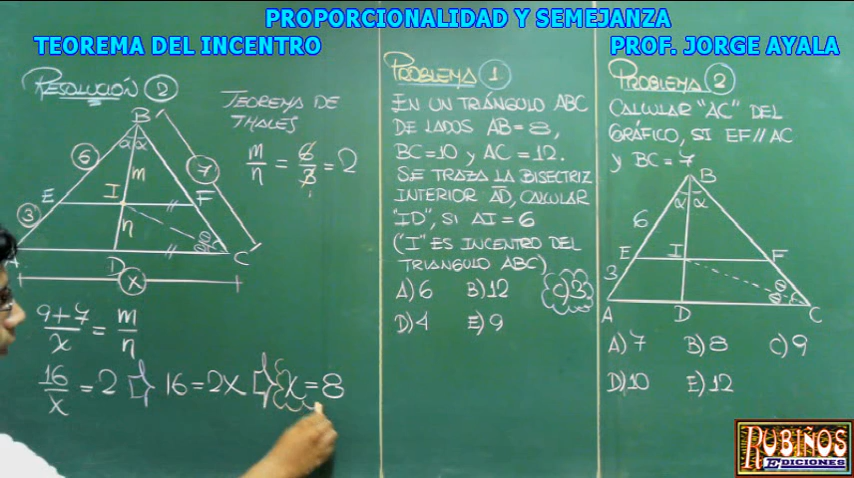 PROPORCIONALIDAD Y SEMEJANZA
TEOREMA DEL INCENTRO
PROF. JORGE AYALA
RESOLUCIÓN 2
TEOREMA DE
THALES
m/n = 6/3 = 2
B
α α
6
m
7
E
I
F
3
n
θ
θ
A
D
C
x
9+7/x = m/n
16/x = 2 ⇒ 16 = 2x ⇒ x = 8
PROBLEMA 1
EN UN TRÁNGULO ABC
DE LADOS AB = 8,
BC = 10 y AC = 12.
SE TRAZA LA BISECTRIZ
INTERIOR AD, CALCULAR
"ID", SI AI = 6
("I" ES INCENTRO DEL
TRIANGULO ABC)
A) 6 B) 12 C) 3
D) 4 E) 9
PROBLEMA 2
CALCULAR "AC" DEL
GRÁFICO, SI EF // AC
y BC = 7
B
α α
6
E
I
F
3
θ
θ
A
D
C
A) 7 B) 8 C) 9
D) 10 E) 12
RUBIÑOS
EDICIONES